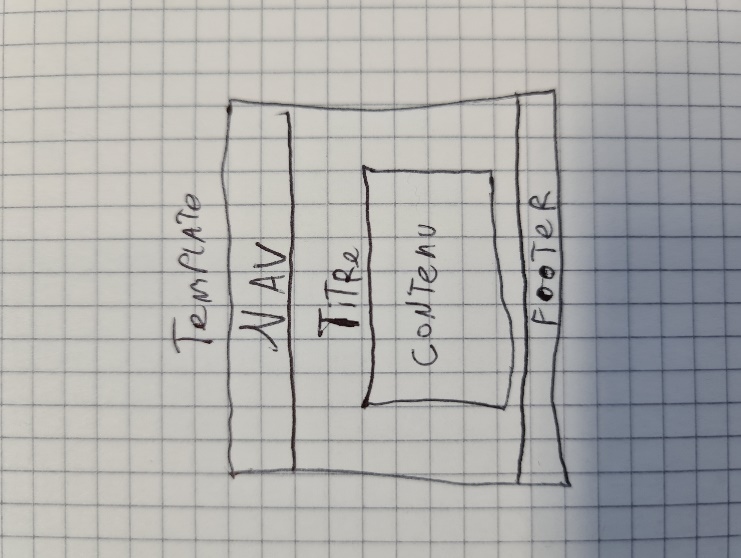 TEMPLATE
NAV
TiTRe
CONTenu
FOOTeR